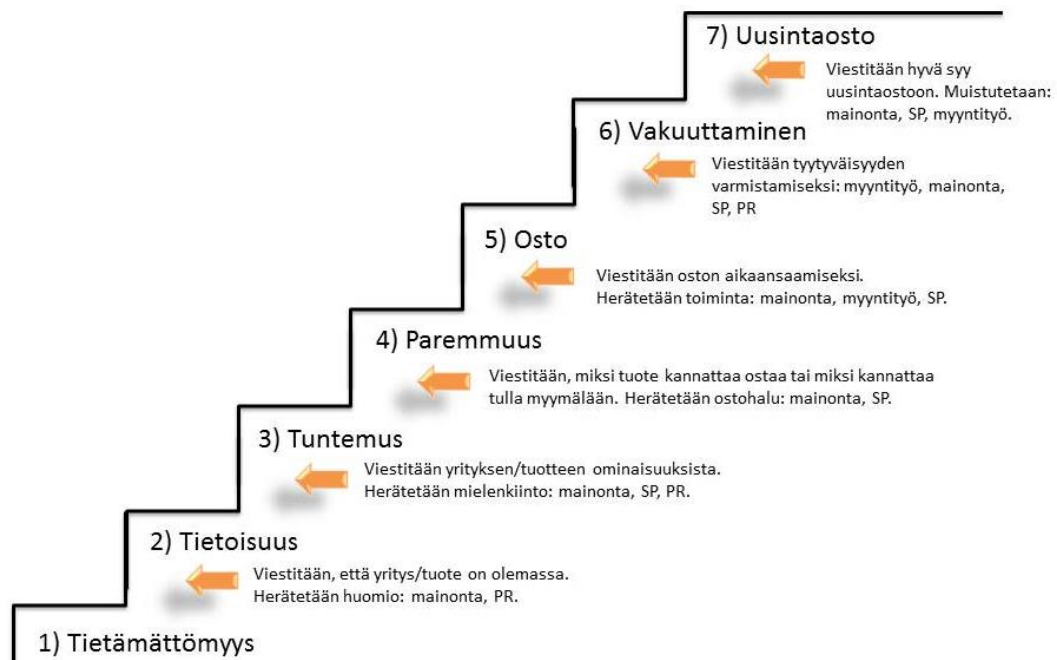 7) Uusintaosto
Viestitään hyvä syy
uusintaostoon. Muistutetaan:
mainonta, SP, myyntityö.
6) Vakuuttaminen
Viestitään tyytyväisyyden
varmistamiseksi: myyntityö, mainonta,
SP, PR
5) Osto
Viestitään oston aikaansaamiseksi.
Herätetään toiminta: mainonta, myyntityö, SP.
4) Paremmuus
Viestitään, miksi tuote kannattaa ostaa tai miksi kannattaa
tulla myymälään. Herätetään ostohalu: mainonta, SP.
3) Tuntemus
Viestitään yrityksen/tuotteen ominaisuuksista.
Herätetään mielenkiinto: mainonta, SP, PR.
2) Tietoisuus
Viestitään, että yritys/tuote on olemassa.
Herätetään huomio: mainonta, PR.
1) Tietämättömyys